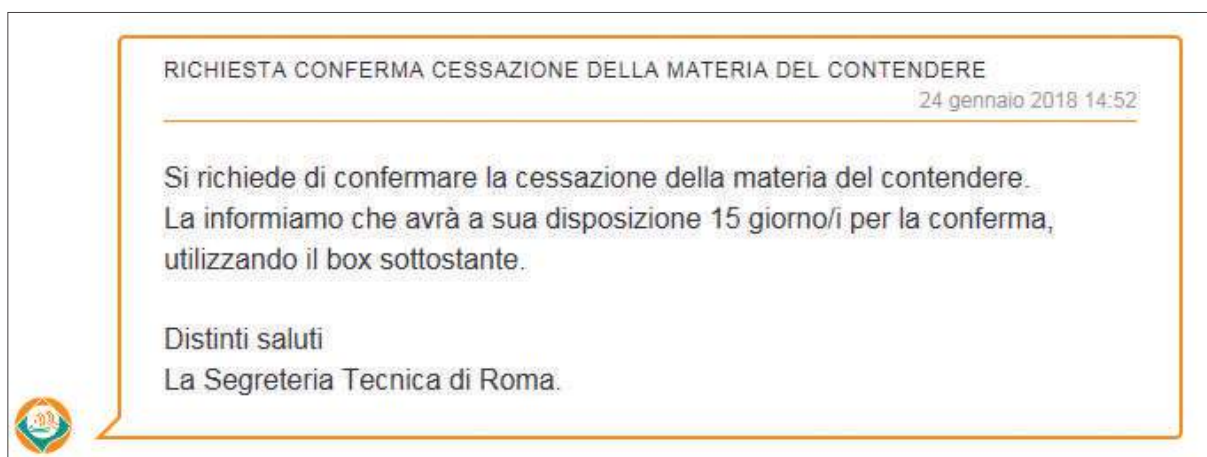 RICHIESTA CONFERMA CESSAZIONE DELLA MATERIA DEL CONTENDERE
24 gennaio 2018 14:52
Si richiede di confermare la cessazione della materia del contendere.
La informiamo che avrà a sua disposizione 15 giorno/i per la conferma,
utilizzando il box sottostante.
Distinti saluti
La Segreteria Tecnica di Roma.